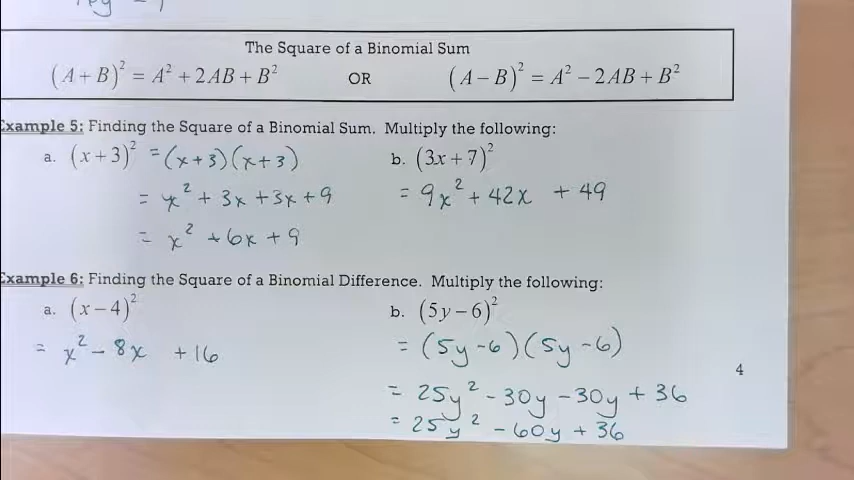 The Square of a Binomial Sum
(A + B)² = A² + 2AB + B² OR (A − B)² = A² − 2AB + B²
Example 5: Finding the Square of a Binomial Sum. Multiply the following:
a. (x + 3)² = (x + 3)(x + 3)
= x² + 3x + 3x + 9
= x² + 6x + 9
b. (3x + 7)²
= 9x² + 42x + 49
Example 6: Finding the Square of a Binomial Difference. Multiply the following:
a. (x − 4)²
= x² − 8x + 16
b. (5y − 6)²
= (5y − 6)(5y − 6)
= 25y² − 30y − 30y + 36
= 25y² − 60y + 36
4